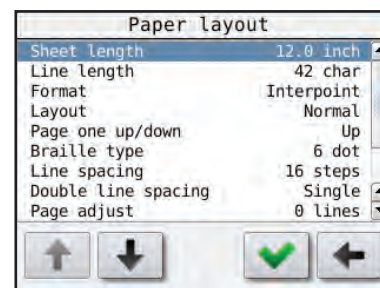 Paper layout
Sheet length 12.0 inch
Line length 42 char
Format Interpoint
Layout Normal
Page one up/down Up
Braille type 6 dot
Line spacing 16 steps
Double line spacing Single
Page adjust 0 lines